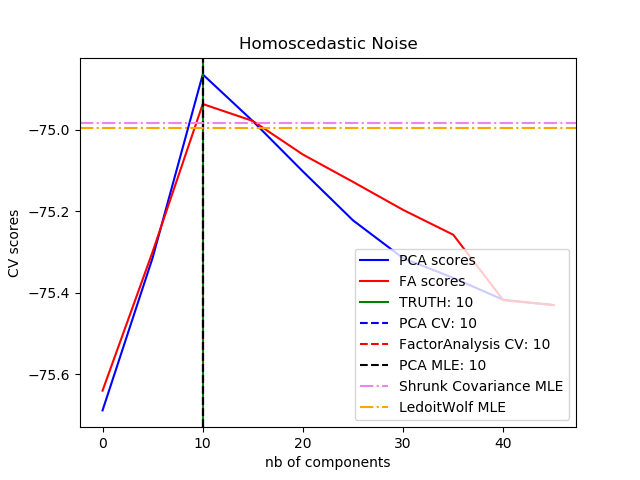 Homoscedastic Noise
CV scores
−75.0
−75.2
−75.4
−75.6
PCA scores
FA scores
TRUTH: 10
PCA CV: 10
FactorAnalysis CV: 10
PCA MLE: 10
Shrunk Covariance MLE
LedoitWolf MLE
0 10 20 30 40
nb of components